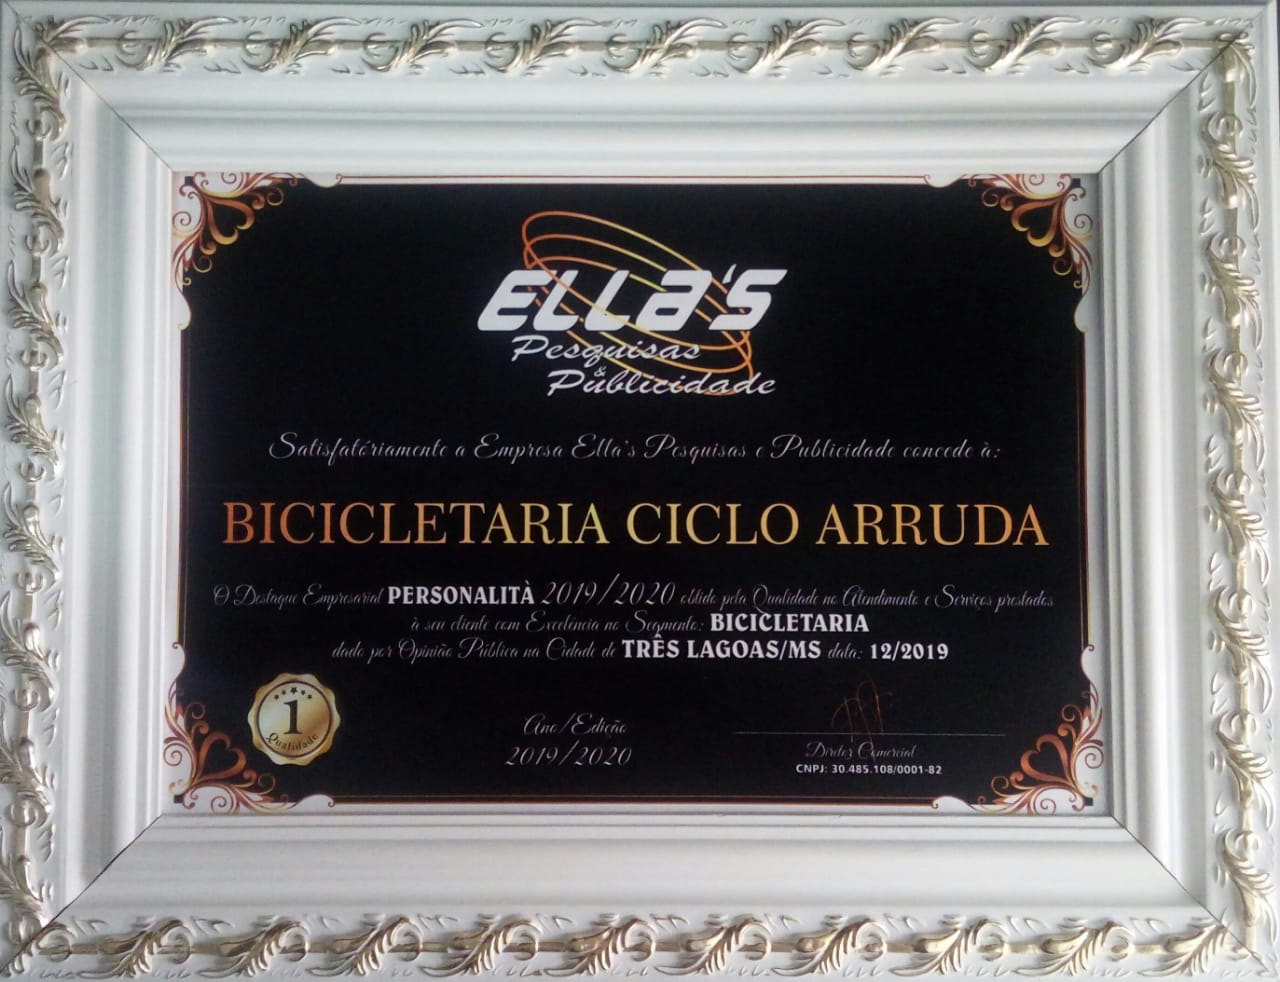 ELLA'S
Pesquisas
&
Publicidade
Satisfatóriamente a Empresa Ella's Pesquisas e Publicidade concede à:
BICICLETARIA CICLO ARRUDA
O Destaque Empresarial PERSONALITÀ 2019/2020 obtido pela Qualidade no Atendimento e Serviços prestados
à seu cliente com Excelência no Segmento: BICICLETARIA
dado por Opinião Pública na Cidade de TRÊS LAGOAS/MS data: 12/2019
1
Qualidade
Ano/Edição
2019/2020
Diretor Comercial
CNPJ: 30.485.108/0001-82